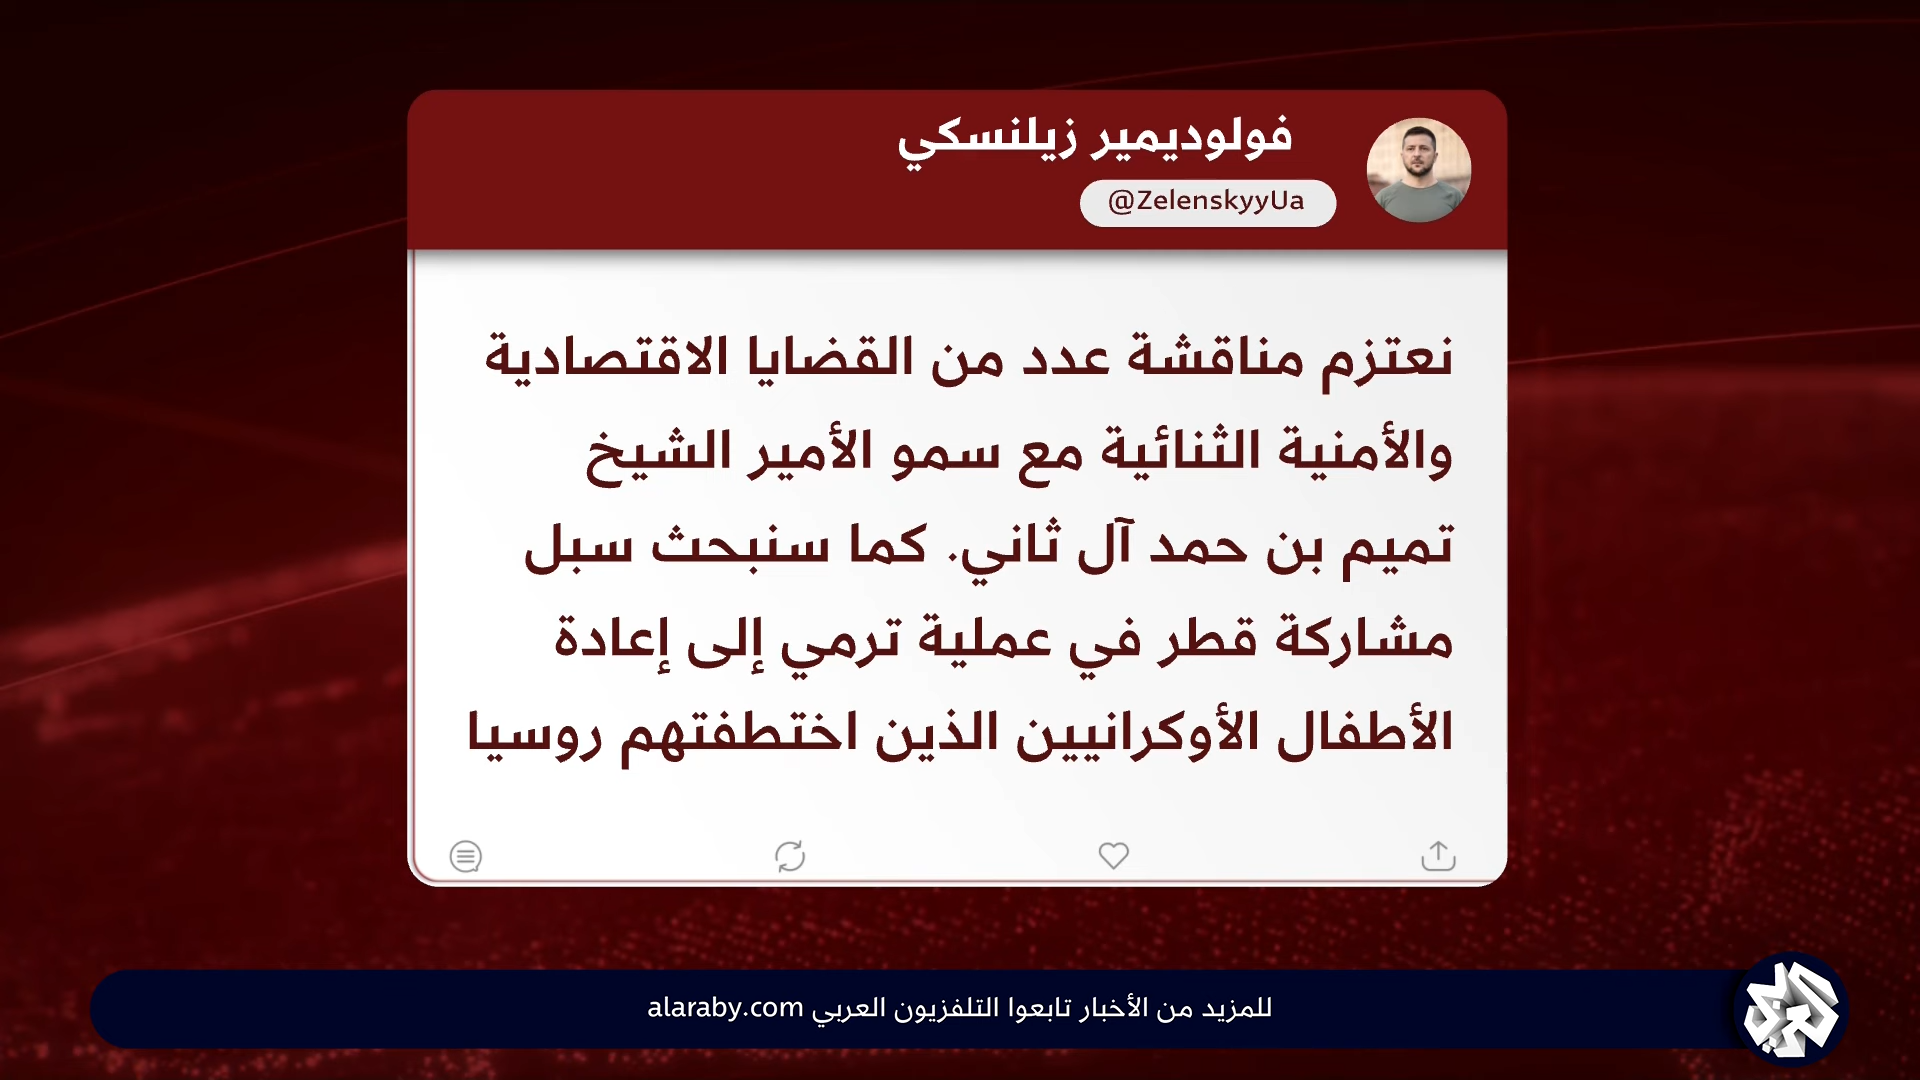 فولوديمير زيلنسكي
@ZelenskyyUa
نعتزم مناقشة عدد من القضايا الاقتصادية
والأمنية الثنائية مع سمو الأمير الشيخ
تميم بن حمد آل ثاني. كما سنبحث سبل
مشاركة قطر في عملية ترمي إلى إعادة
الأطفال الأوكرانيين الذين اختطفتهم روسيا
للمزيد من الأخبار تابعوا التلفزيون العربي alaraby.com
العربي